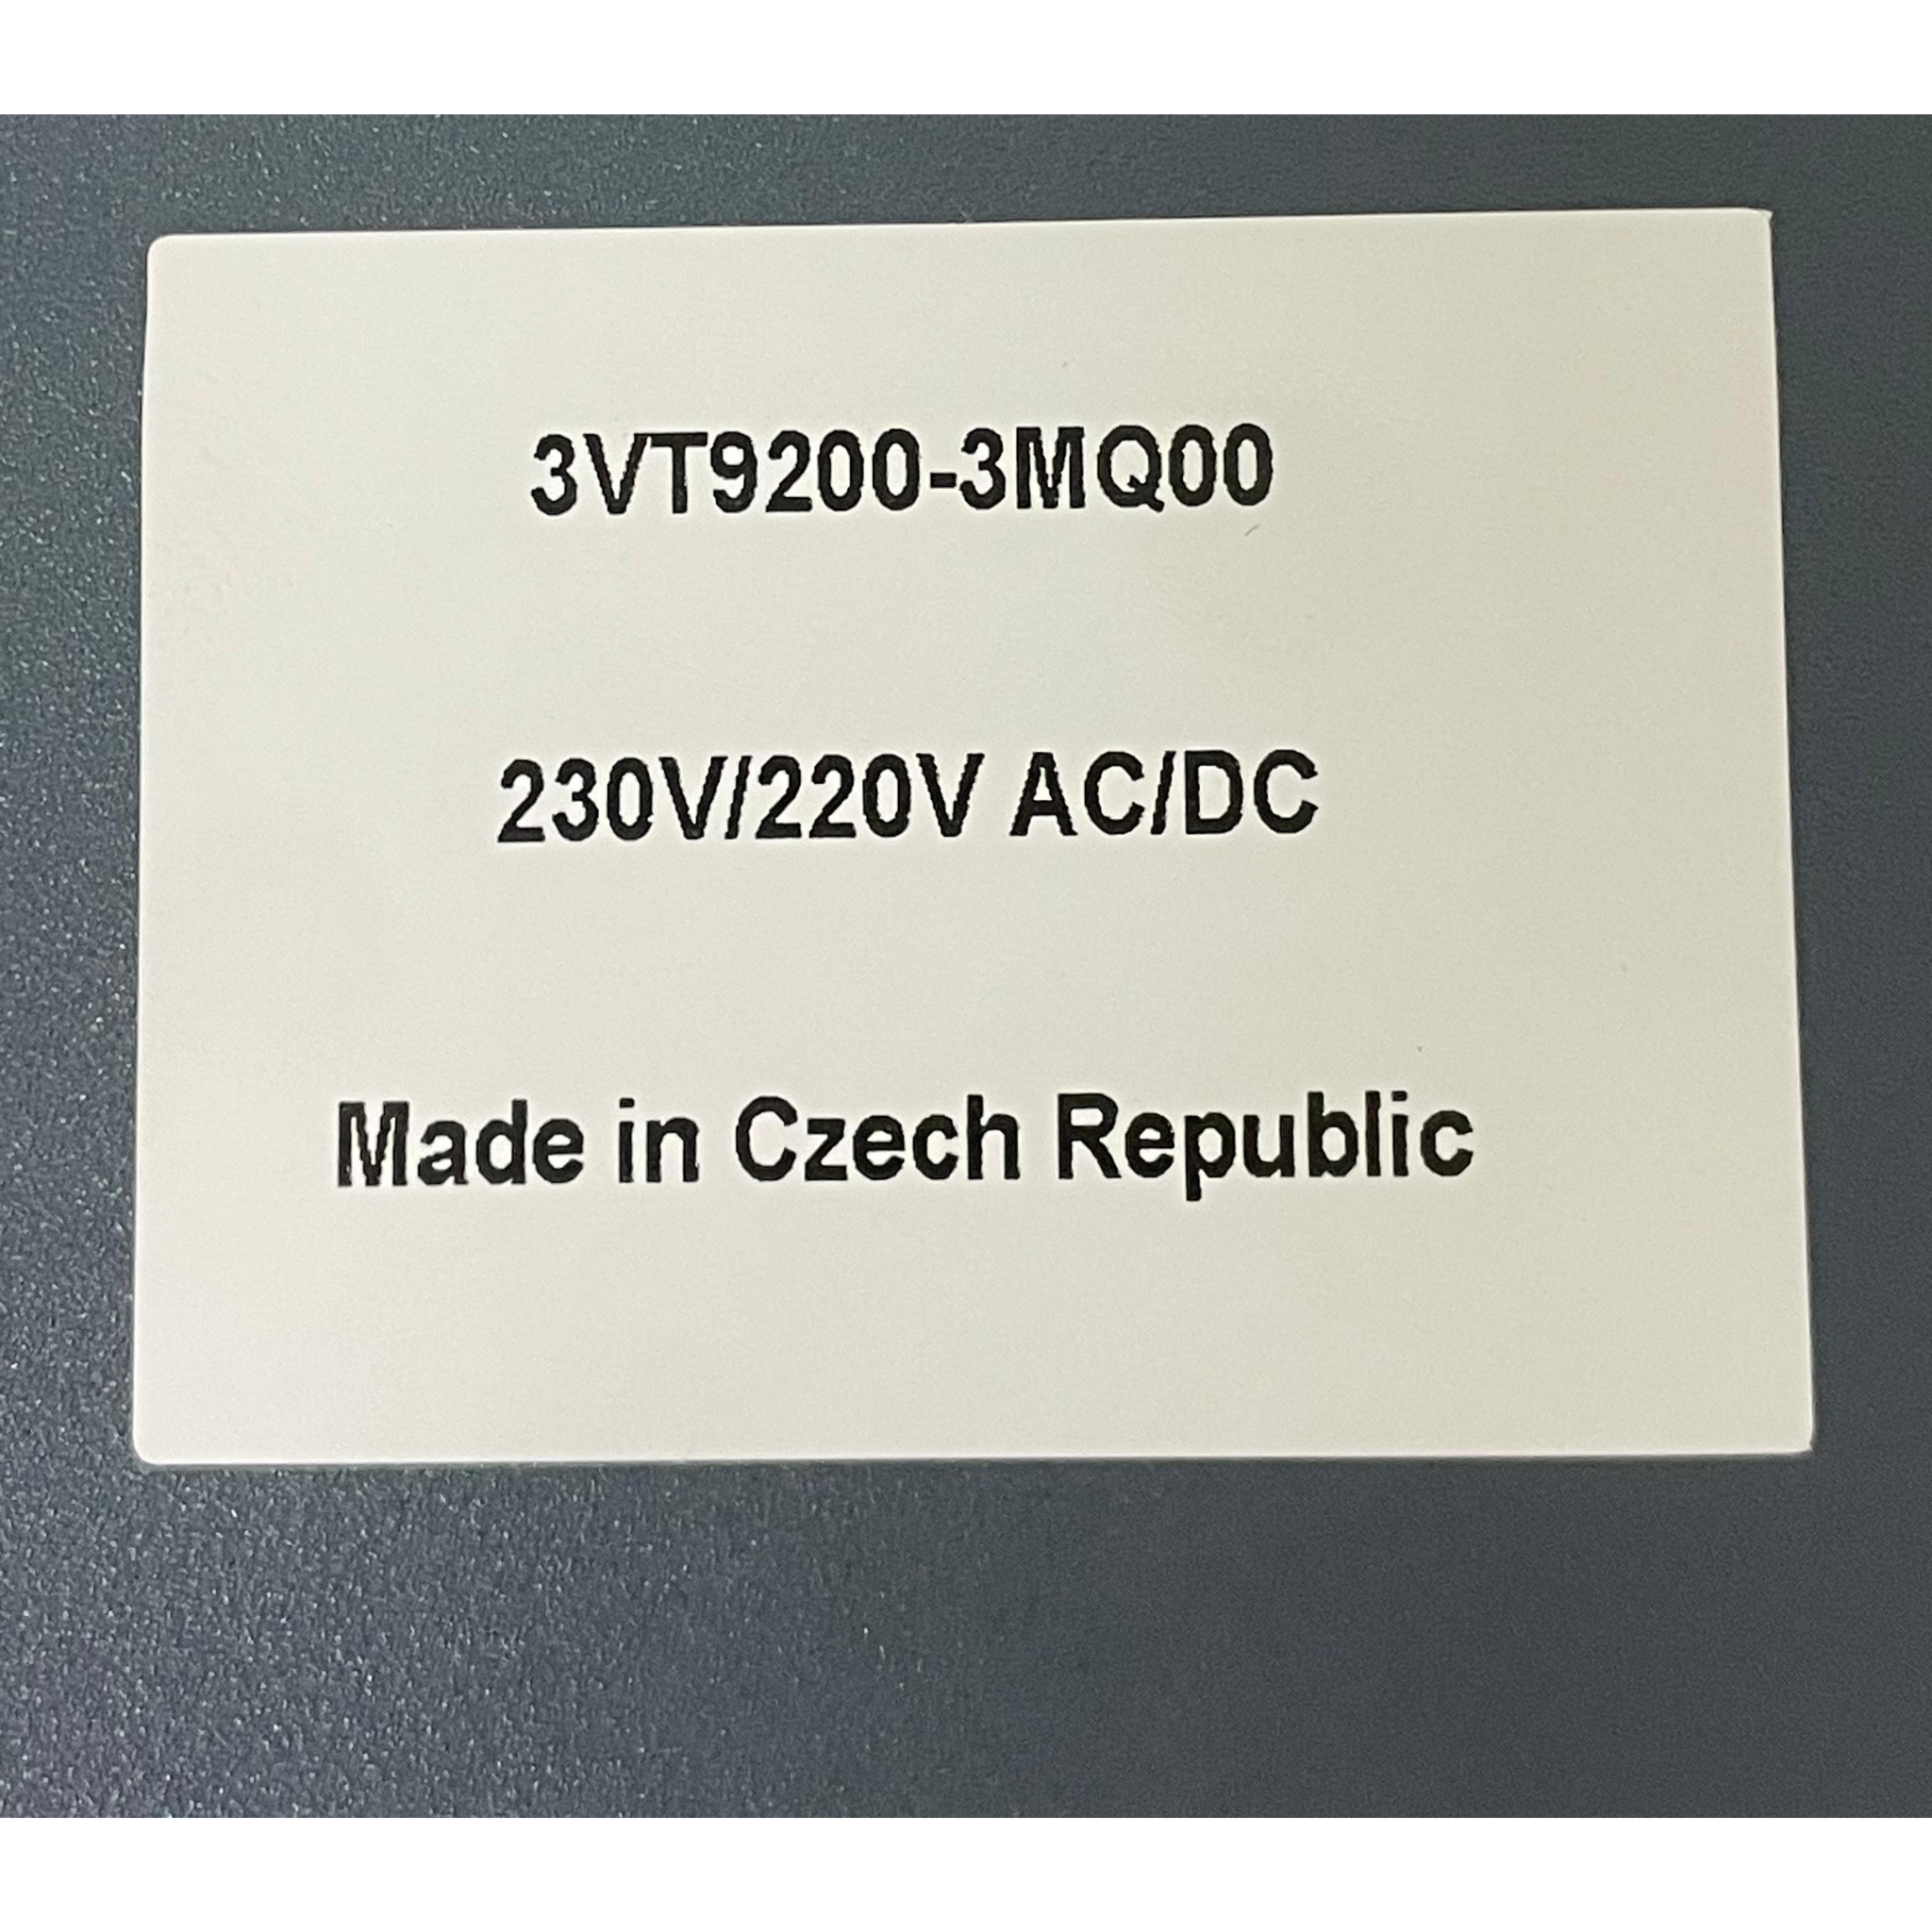 3VT9200-3MQ00
230V/220V AC/DC
Made in Czech Republic